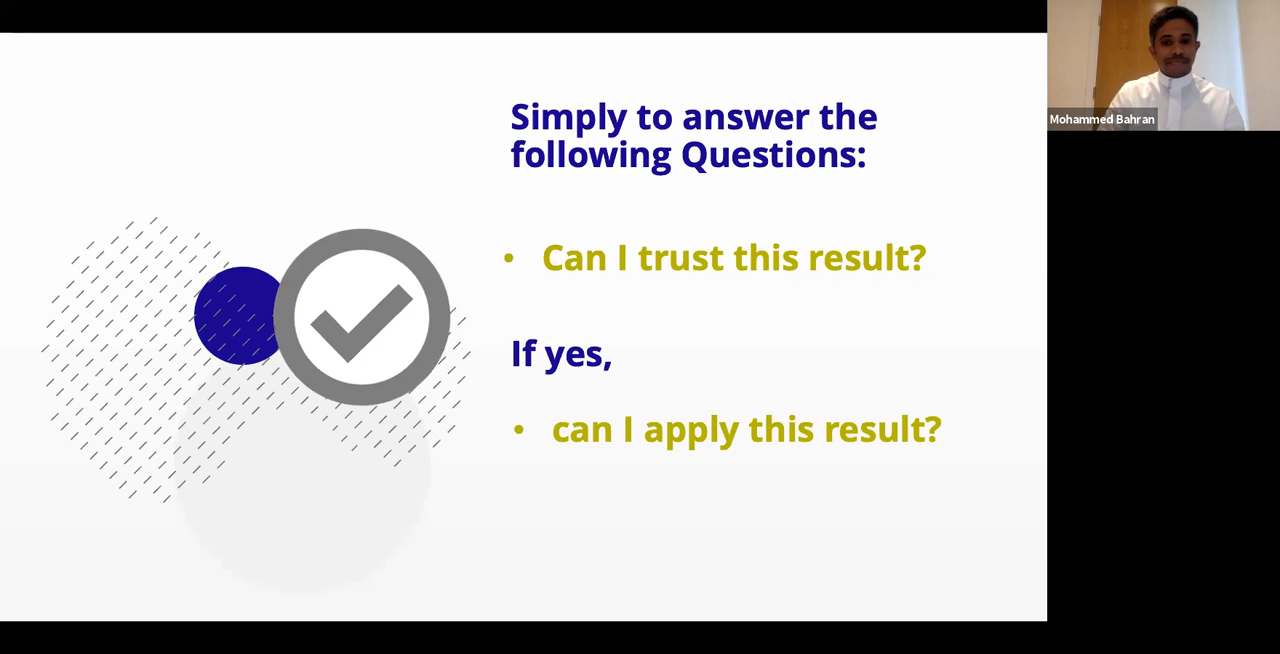 Simply to answer the
following Questions:
• Can I trust this result?
If yes,
• can I apply this result?
Mohammed Bahran